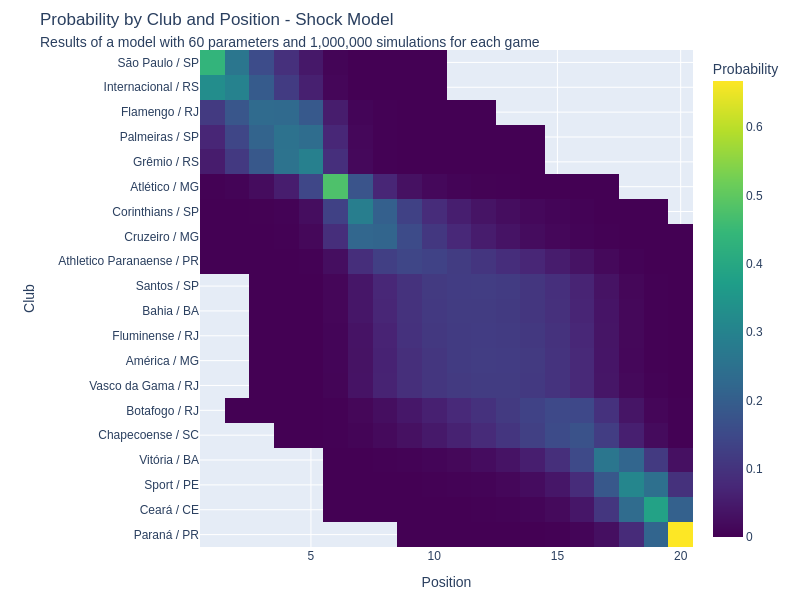 Probability by Club and Position - Shock Model
Results of a model with 60 parameters and 1,000,000 simulations for each game
Probability
São Paulo / SP
Internacional / RS
Flamengo / RJ
Palmeiras / SP
Grêmio / RS
Atlético / MG
Corinthians / SP
Cruzeiro / MG
Athletico Paranaense / PR
Santos / SP
Bahia / BA
Fluminense / RJ
América / MG
Vasco da Gama / RJ
Botafogo / RJ
Chapecoense / SC
Vitória / BA
Sport / PE
Ceará / CE
Paraná / PR
Club
5
10
15
20
Position
0.6
0.5
0.4
0.3
0.2
0.1
0